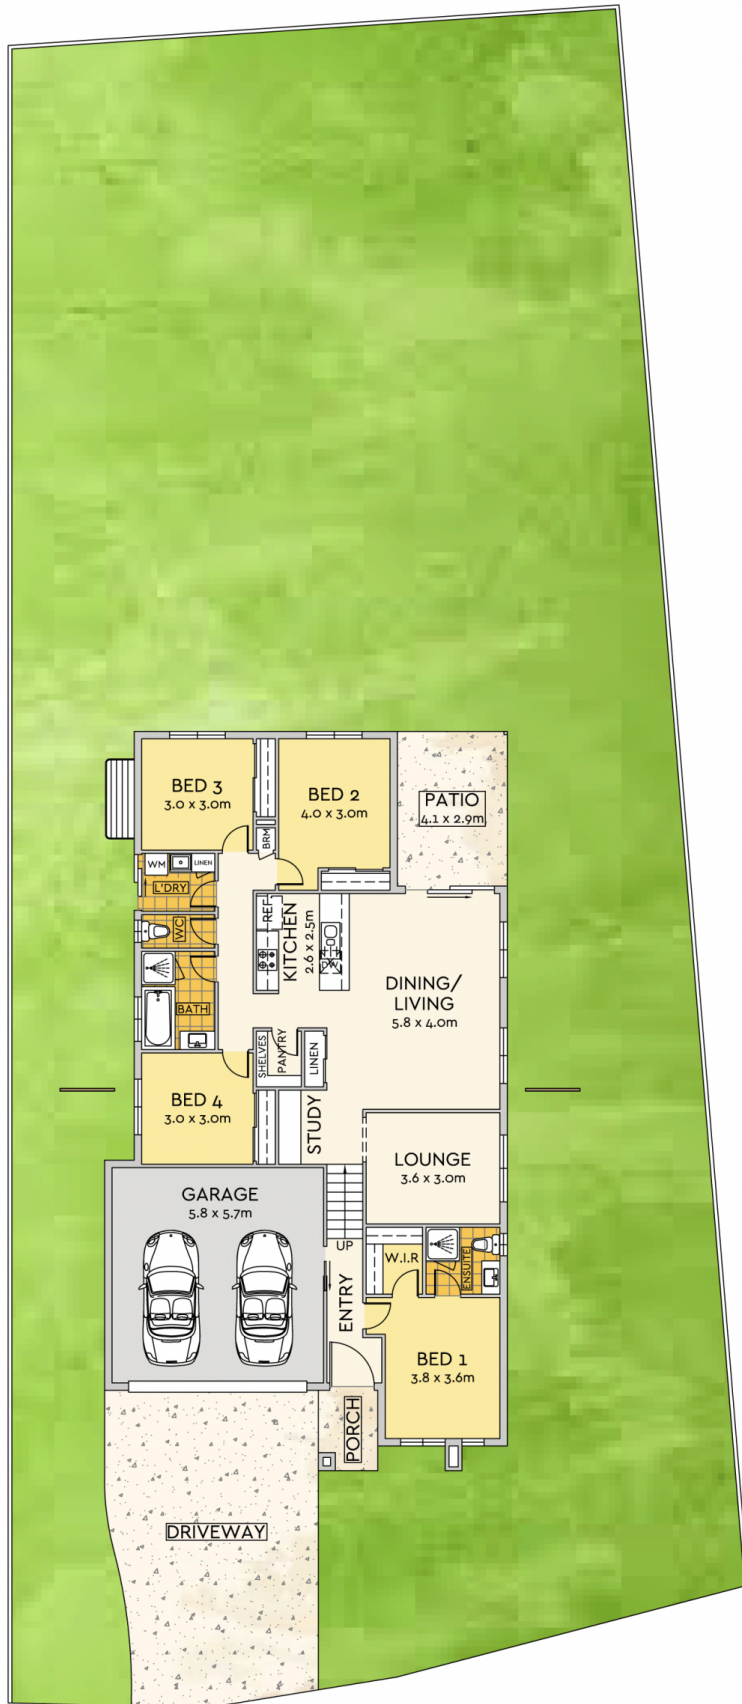 BED 3
3.0 x 3.0m
BED 2
4.0 x 3.0m
PATIO
4.1 x 2.9m
BRM
WM
LINEN
L'DRY
WC
REF
KITCHEN
2.6 x 2.5m
DINING/
LIVING
5.8 x 4.0m
BATH
SHELVES
PANTRY
LINEN
BED 4
3.0 x 3.0m
STUDY
LOUNGE
3.6 x 3.0m
GARAGE
5.8 x 5.7m
UP
W.I.R
ENSUITE
ENTRY
BED 1
3.8 x 3.6m
PORCH
DRIVEWAY